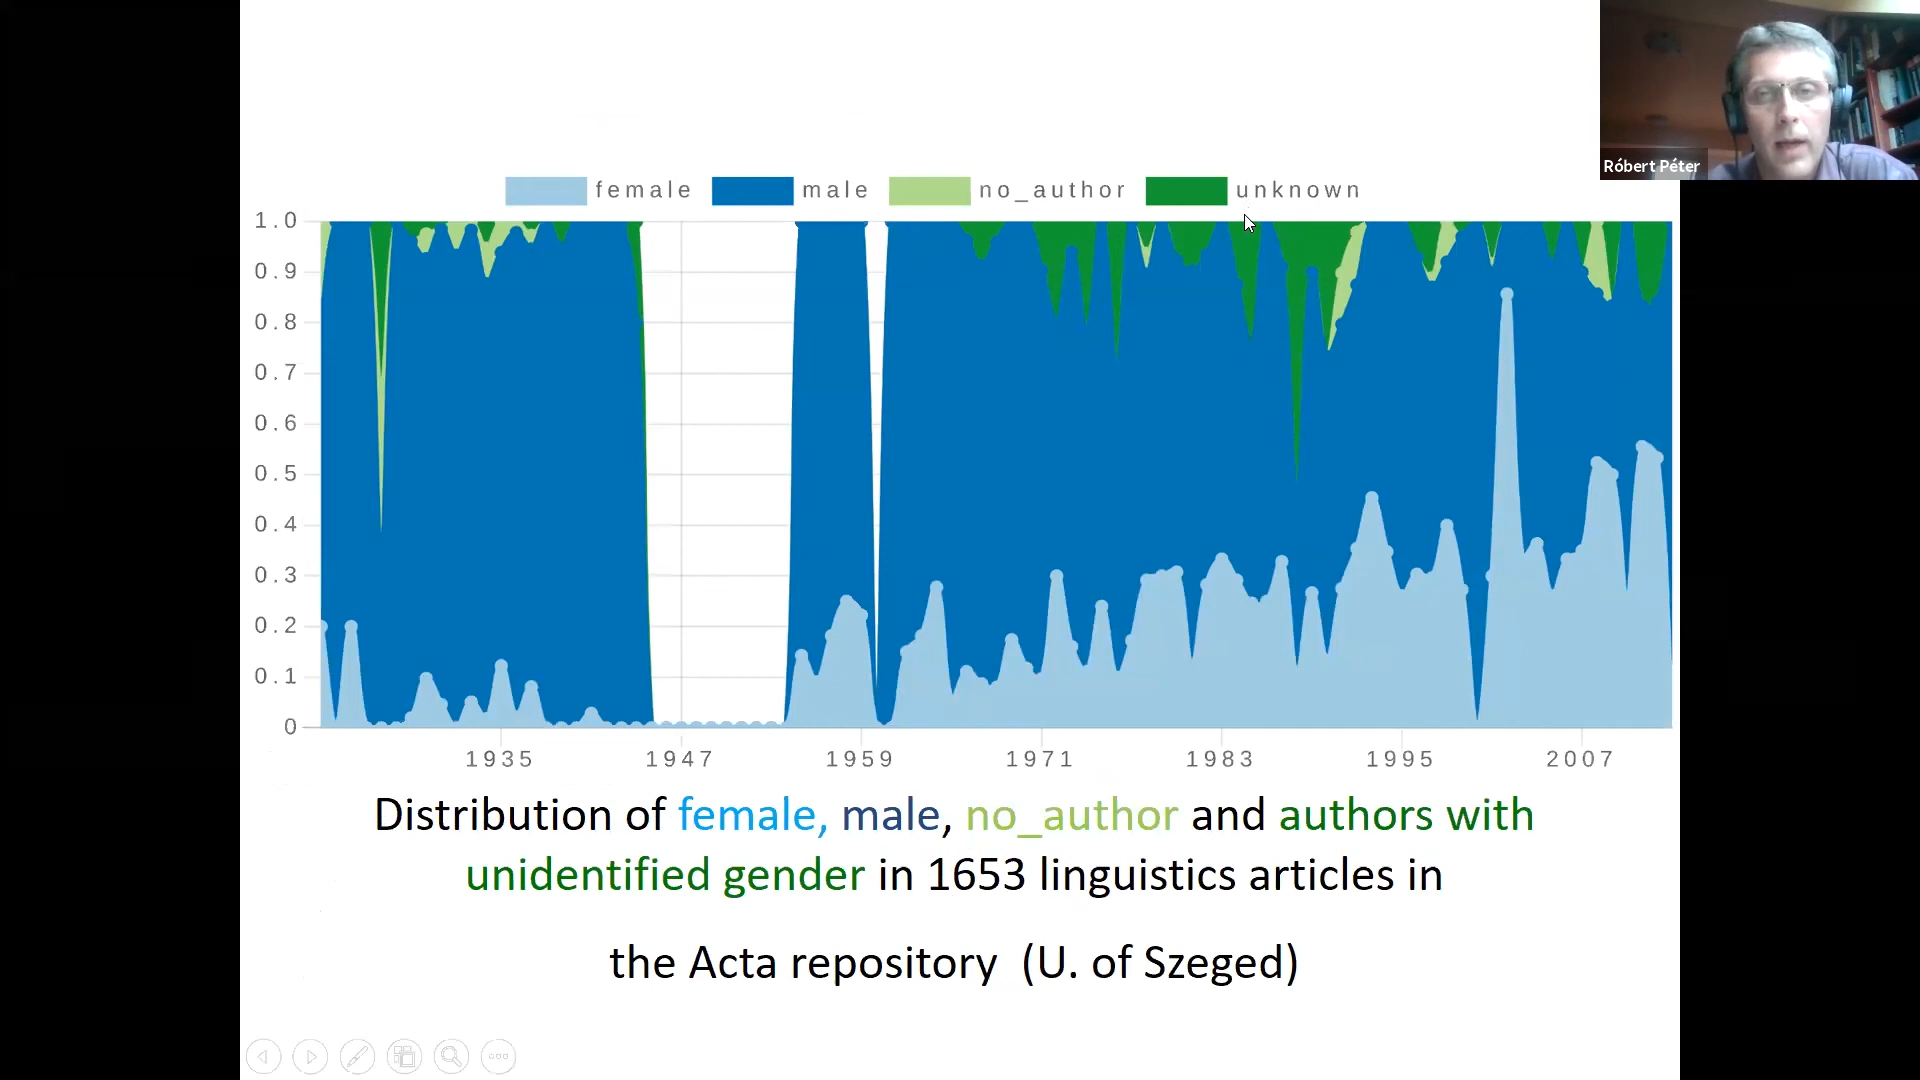 Róbert Péter
female male no_author unknown
1.0
0.9
0.8
0.7
0.6
0.5
0.4
0.3
0.2
0.1
0
1935 1947 1959 1971 1983 1995 2007
Distribution of female, male, no_author and authors with
unidentified gender in 1653 linguistics articles in
the Acta repository (U. of Szeged)